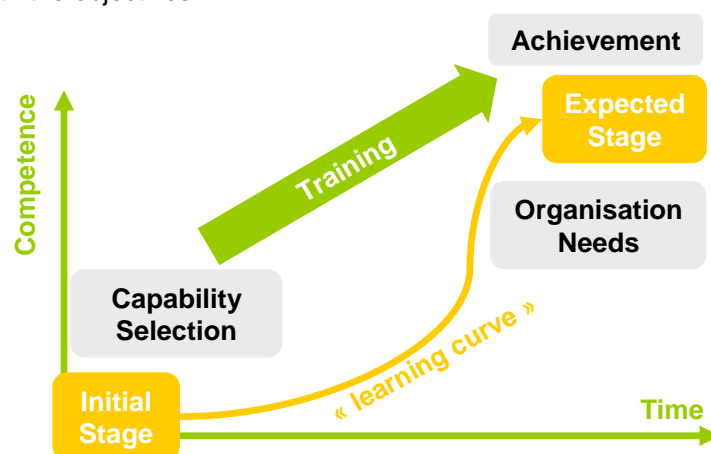 Achievement
Expected
Stage
Competence
Training
Organisation
Needs
Capability
Selection
« learning curve »
Initial
Stage
Time